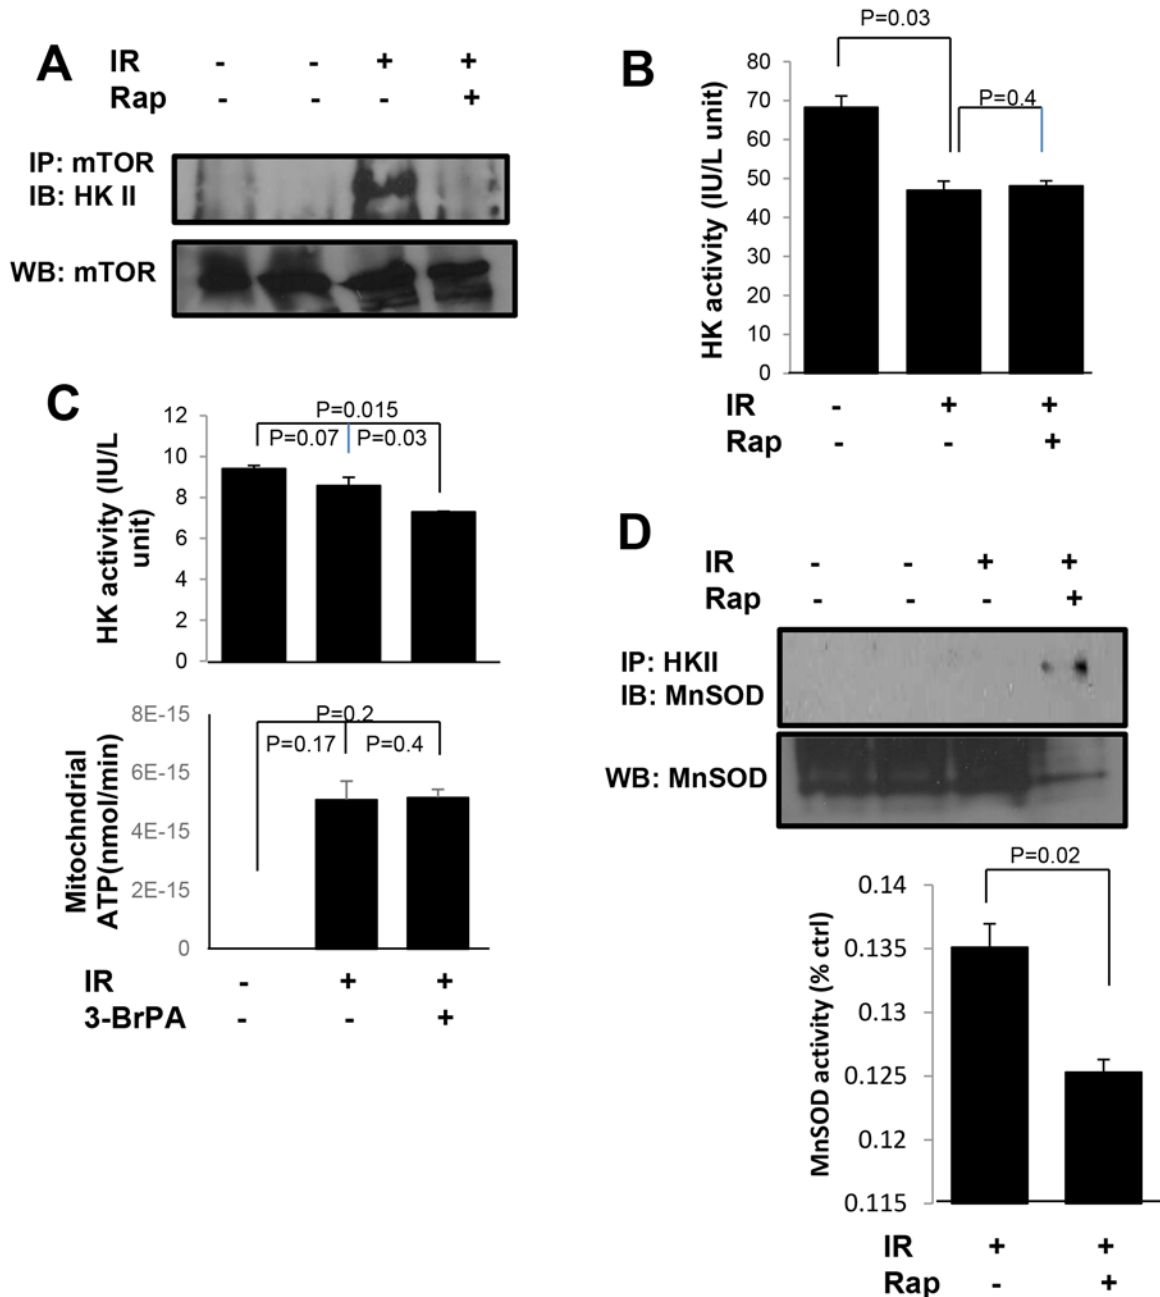 A
IR - - + +
Rap - - - +
IP: mTOR
IB: HK II
WB: mTOR
B
P=0.03
P=0.4
HK activity (IU/L unit)
80
70
60
50
40
30
20
10
0
IR - + +
Rap - - +
C
P=0.015
P=0.07 P=0.03
HK activity (IU/L
unit)
12
10
8
6
4
2
0
P=0.2
P=0.17 P=0.4
Mitochndrial
ATP(nmol/min)
8E-15
6E-15
4E-15
2E-15
0
IR - + +
3-BrPA - - +
D
IR - - + +
Rap - - - +
IP: HKII
IB: MnSOD
WB: MnSOD
P=0.02
MnSOD activity (% ctrl)
0.14
0.135
0.13
0.125
0.12
0.115
IR + +
Rap - +